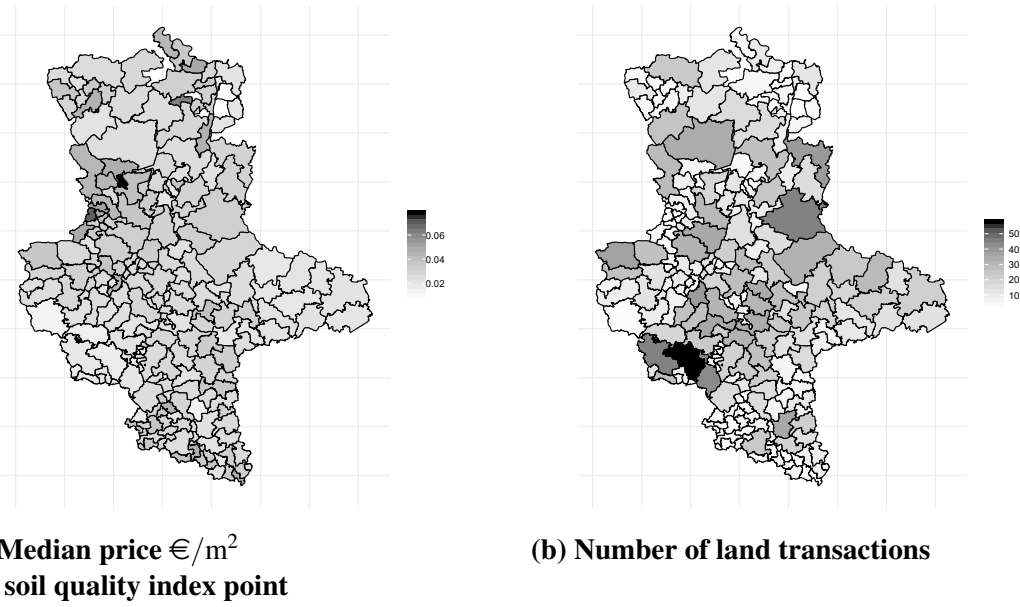 0.06
0.04
0.02
50
40
30
20
10
Median price €/m²
soil quality index point
(b) Number of land transactions